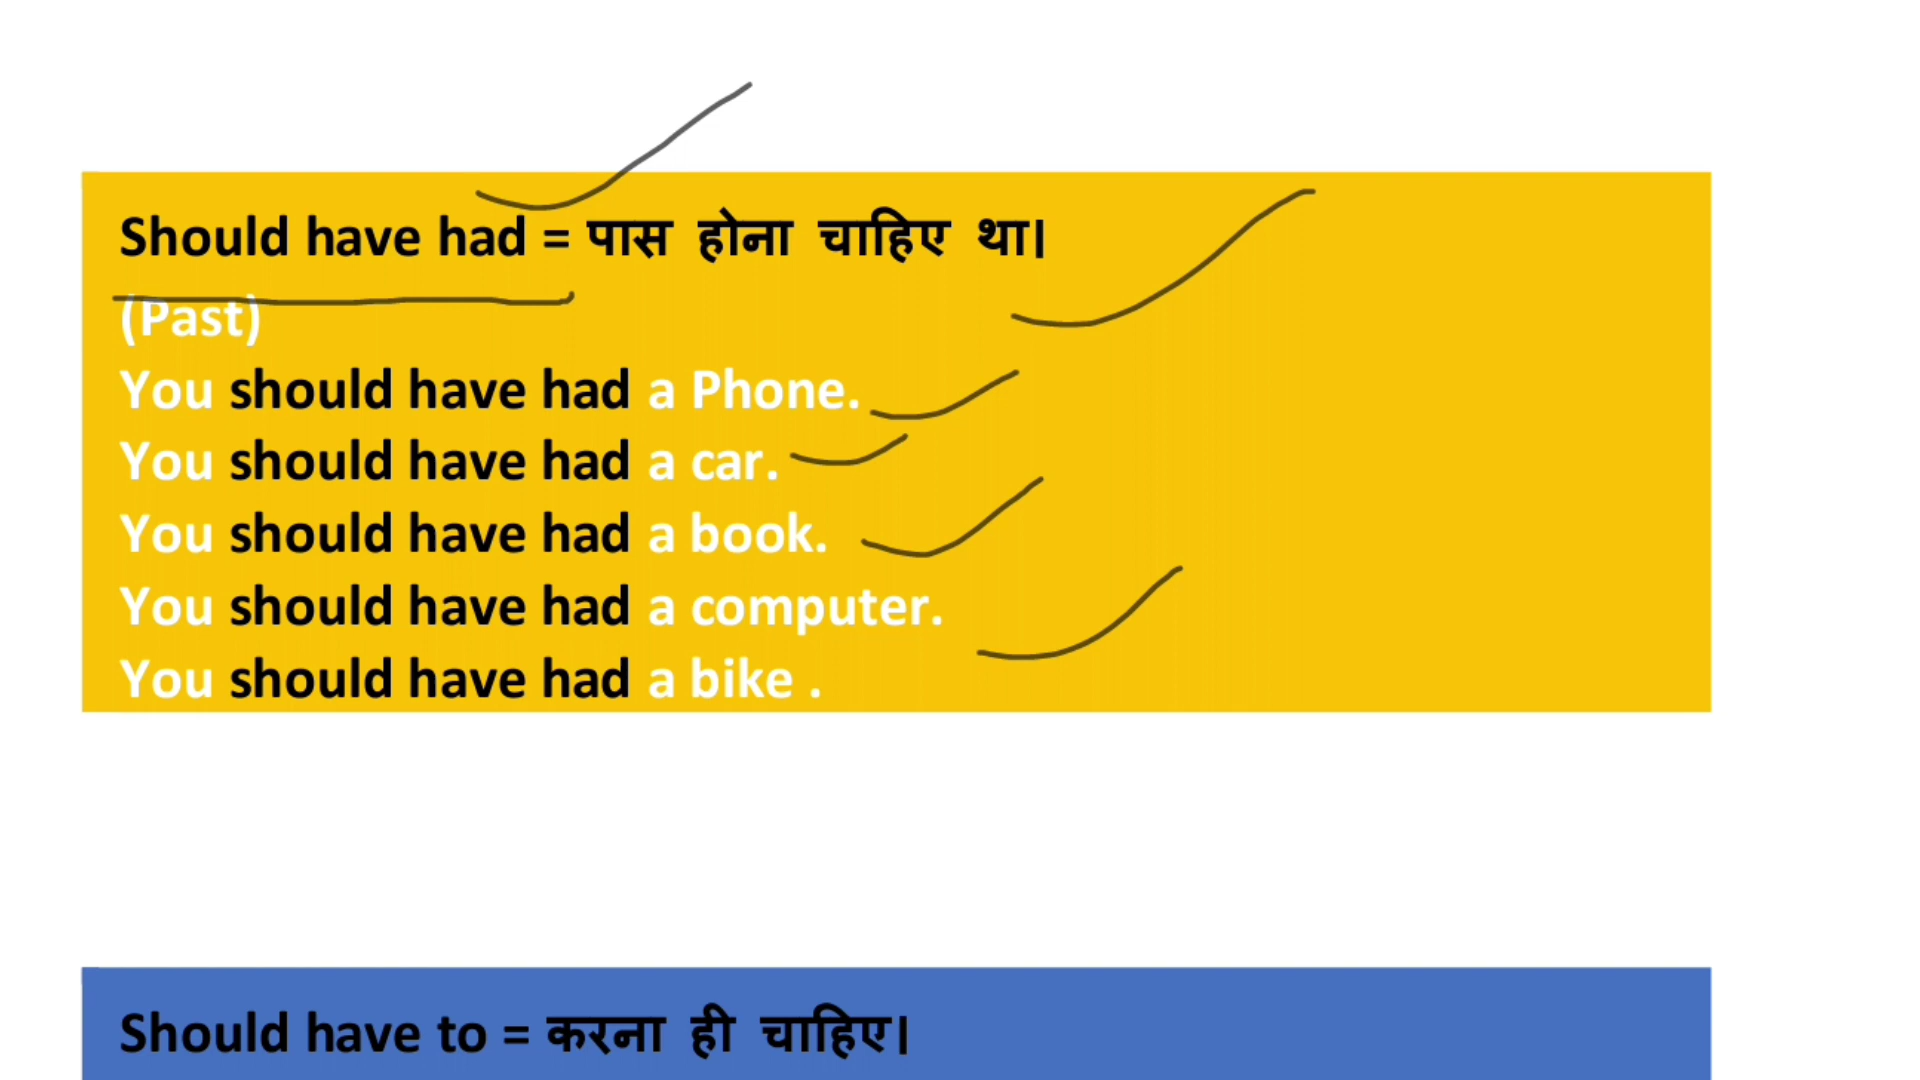 Should have had = पास होना चाहिए था।
(Past)
You should have had a Phone.
You should have had a car.
You should have had a book.
You should have had a computer.
You should have had a bike .
Should have to = करना ही चाहिए।